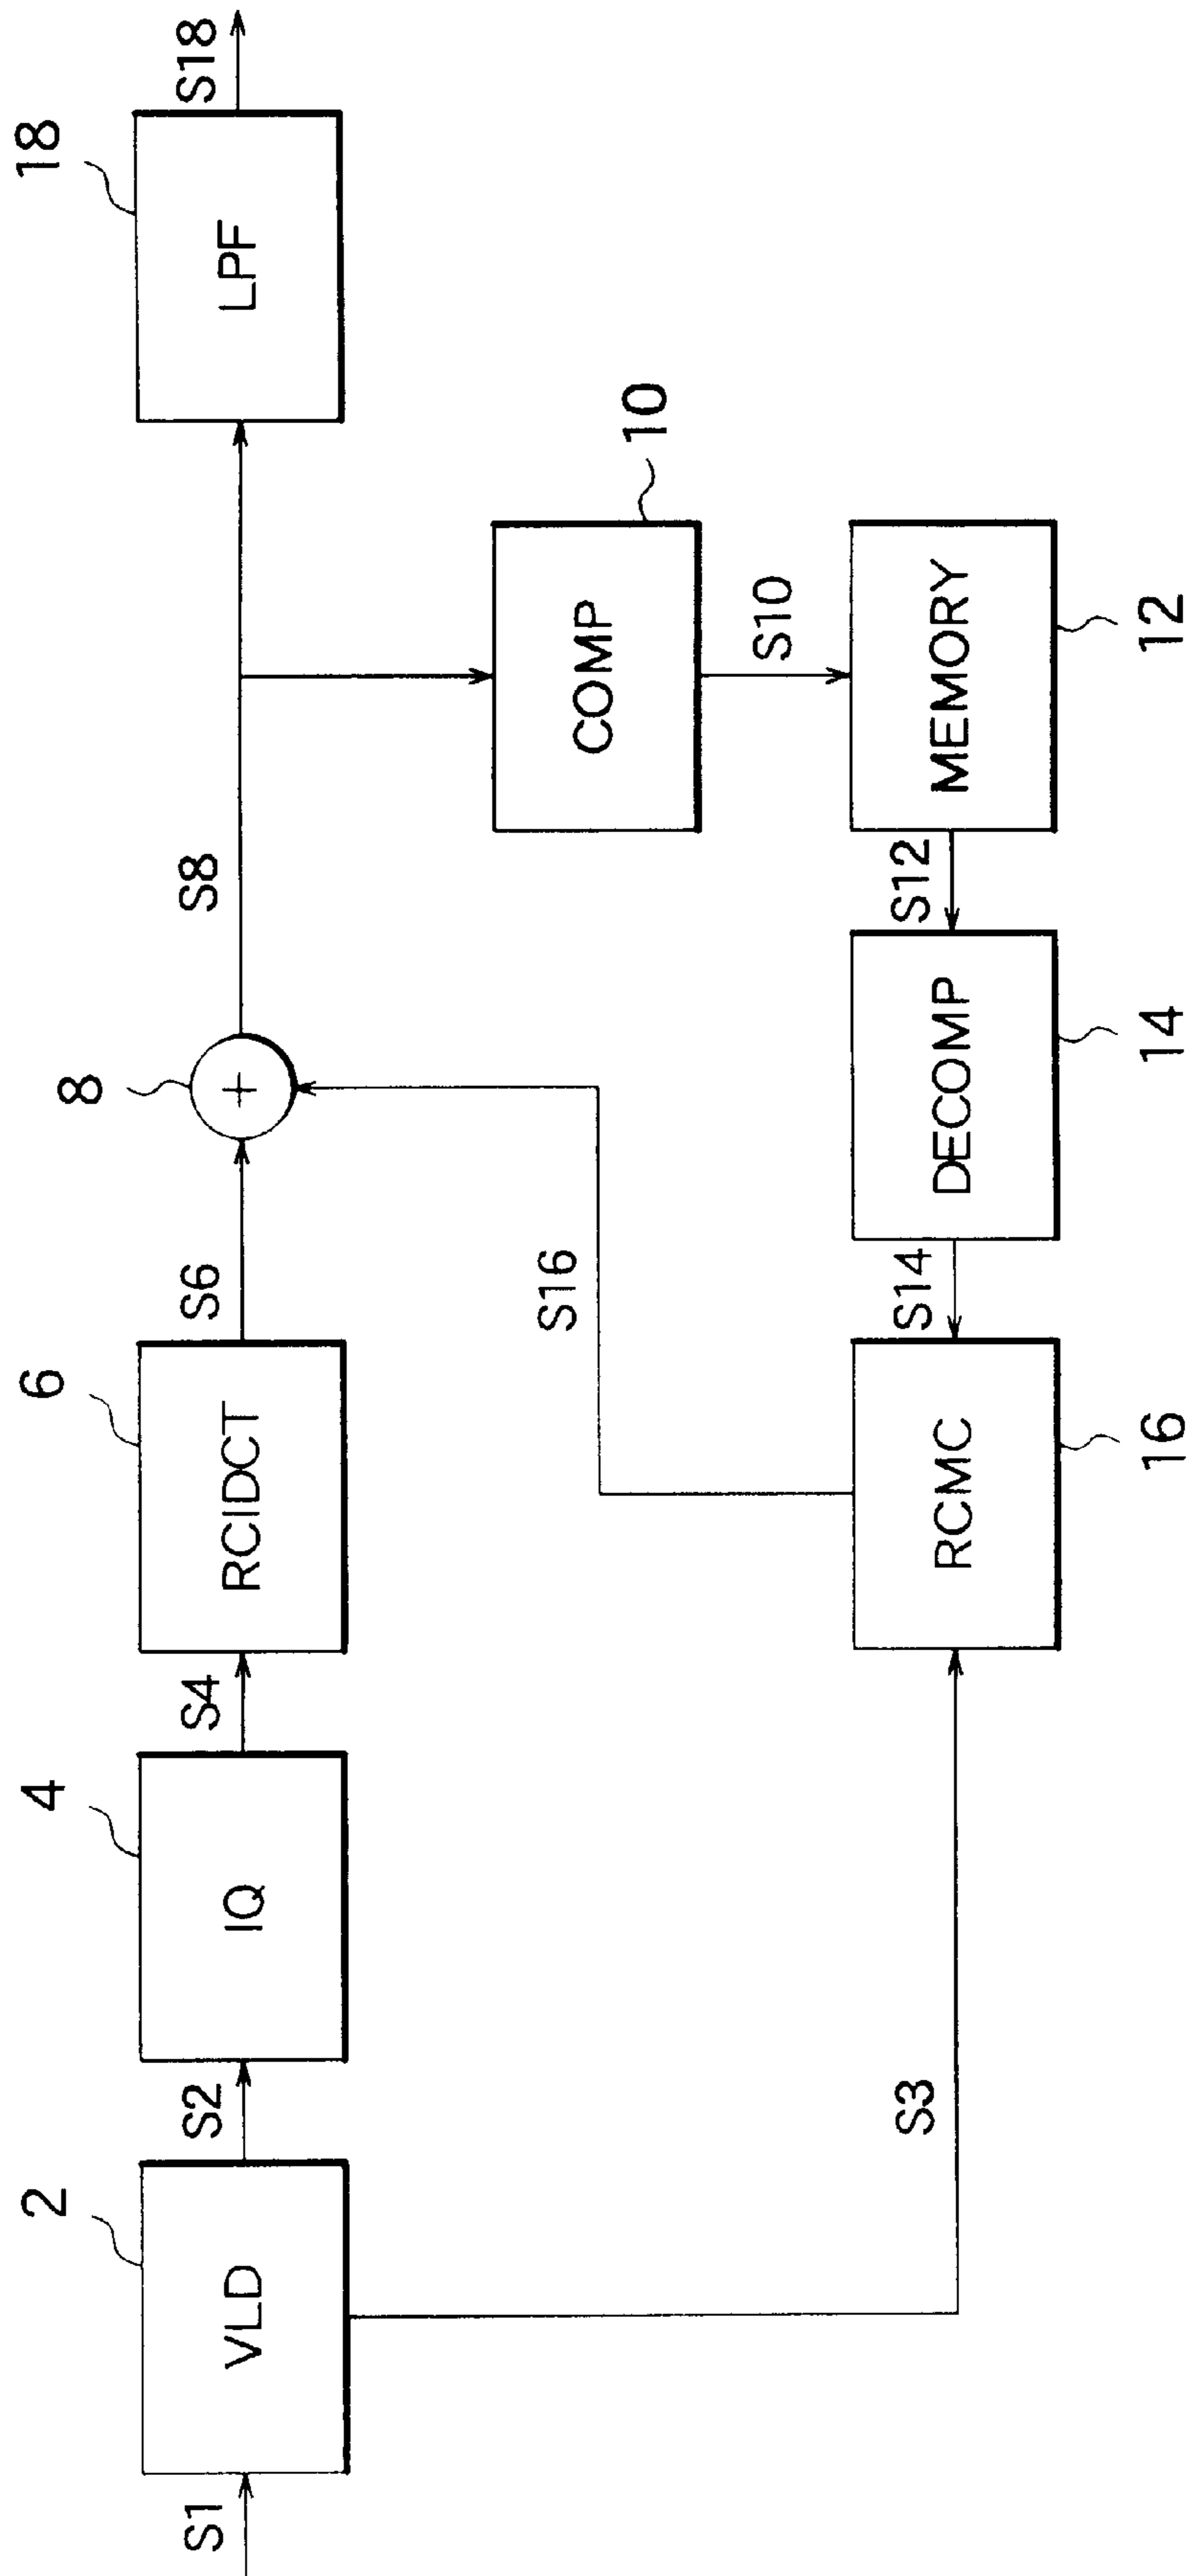 2
4
6
8
18
S1
VLD
S2
IQ
S4
RCIDCT
S6
+
S8
LPF
S18
S16
COMP
10
S10
S3
RCMC
S14
DECOMP
S12
MEMORY
16
14
12